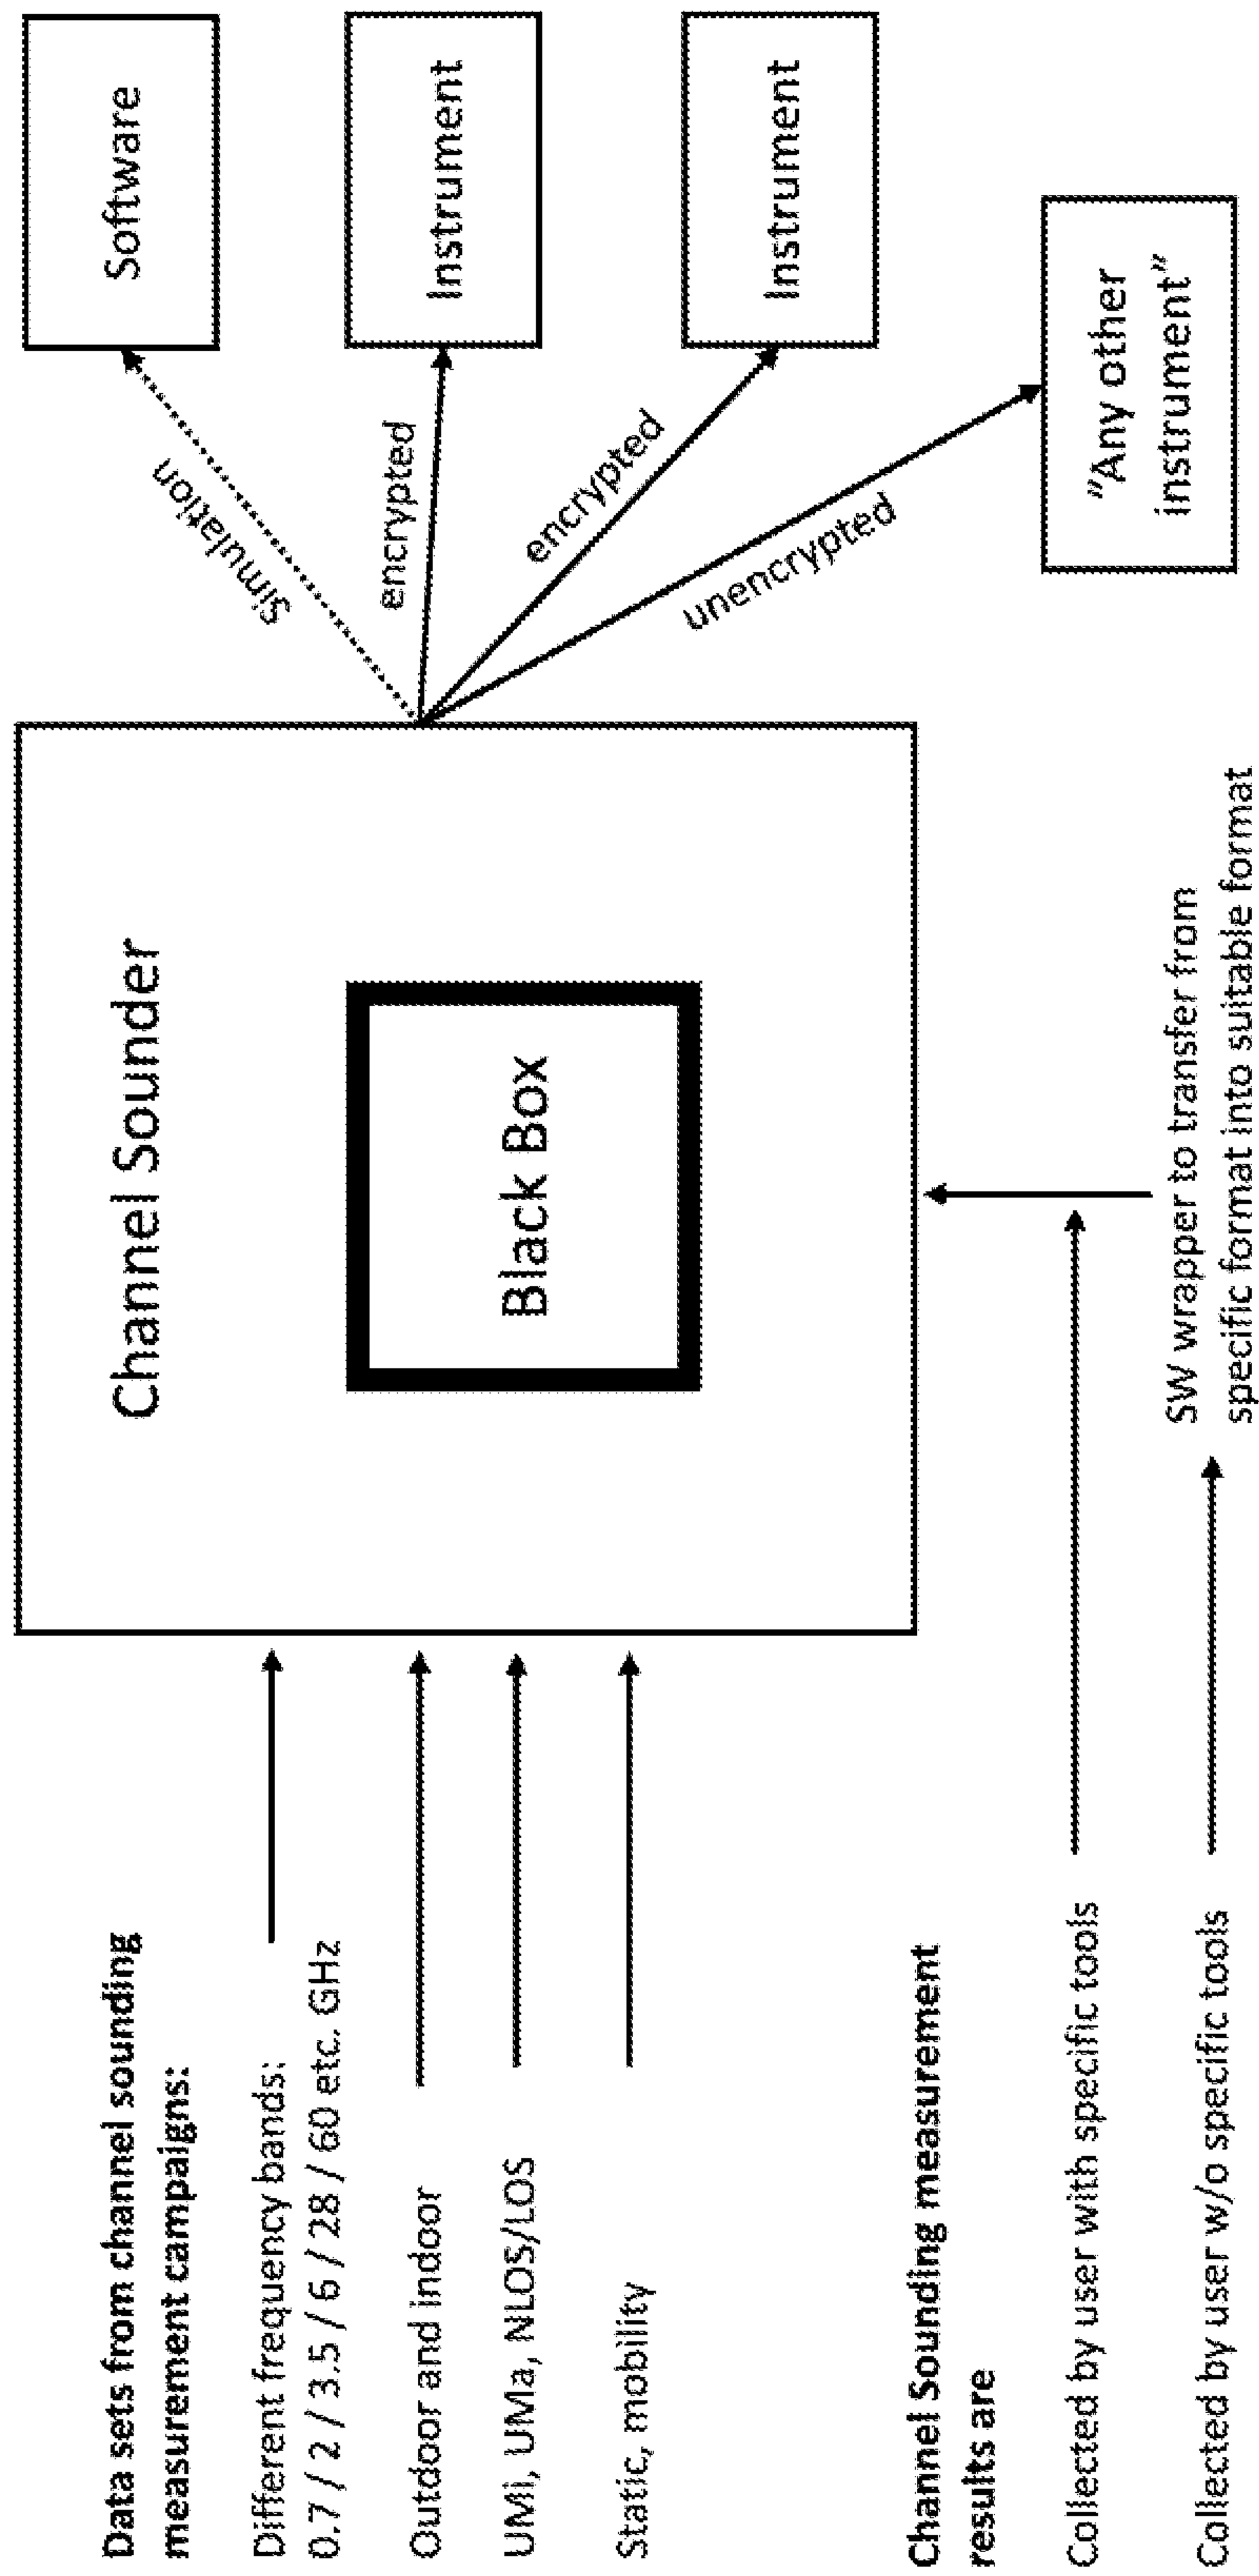 Data sets from channel sounding
measurement campaigns:
Different frequency bands:
0.7 / 2 / 3.5 / 6 / 28 / 60 etc. GHz
Outdoor and indoor
UMi, UMa, NLOS/LOS
Static, mobility
Channel Sounding measurement
results are
Collected by user with specific tools
Collected by user w/o specific tools
Channel Sounder
Black Box
SW wrapper to transfer from
specific format into suitable format
Simulation
encrypted
encrypted
unencrypted
Software
Instrument
Instrument
"Any other
instrument"